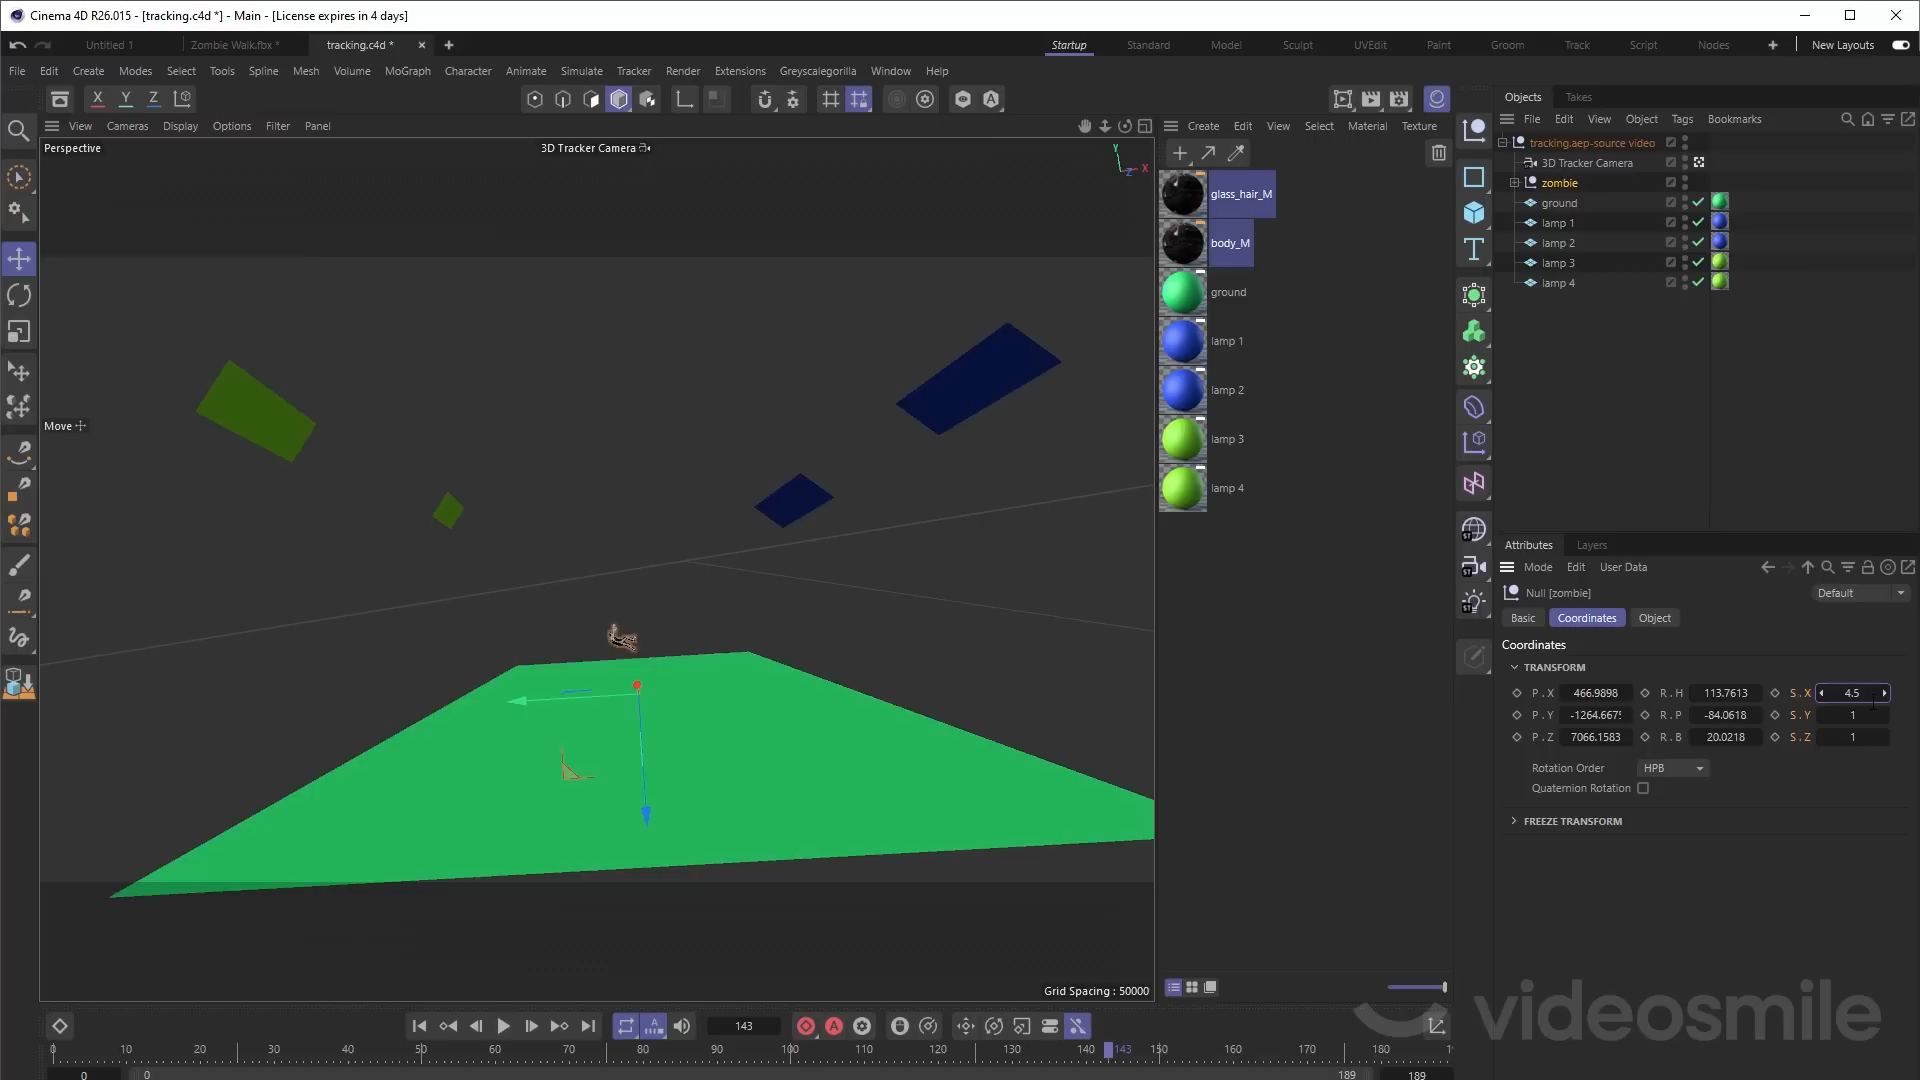 Cinema 4D R26.015 - [tracking.c4d *] - Main - [License expires in 4 days]
Untitled 1
Zombie Walk.fbx *
tracking.c4d *
Startup
Standard
Model
Sculpt
UVEdit
Paint
Groom
Track
Script
Nodes
New Layouts
File Edit Create Modes Select Tools Spline Mesh Volume MoGraph Character Animate Simulate Tracker Render Extensions Greyscalegorilla Window Help
X Y Z
Objects Takes
View Cameras Display Options Filter Panel
Create Edit View Select Material Texture
File Edit View Object Tags Bookmarks
Perspective
3D Tracker Camera
Y
X
Z
Move
Grid Spacing : 50000
glass_hair_M
body_M
ground
lamp 1
lamp 2
lamp 3
lamp 4
tracking.aep-source video
3D Tracker Camera
zombie
ground
lamp 1
lamp 2
lamp 3
lamp 4
ST
ST
ST
Attributes Layers
Mode Edit User Data
Null [zombie]
Default
Basic Coordinates Object
Coordinates
TRANSFORM
P . X 466.9898 R . H 113.7613 S . X 4.5
P . Y -1264.667 R . P -84.0618 S . Y 1
P . Z 7066.1583 R . B 20.0218 S . Z 1
Rotation Order HPB
Quaternion Rotation
FREEZE TRANSFORM
videosmile
143
0 10 20 30 40 50 60 70 80 90 100 110 120 130 140 143 150 160 170 180
0 0 189 189